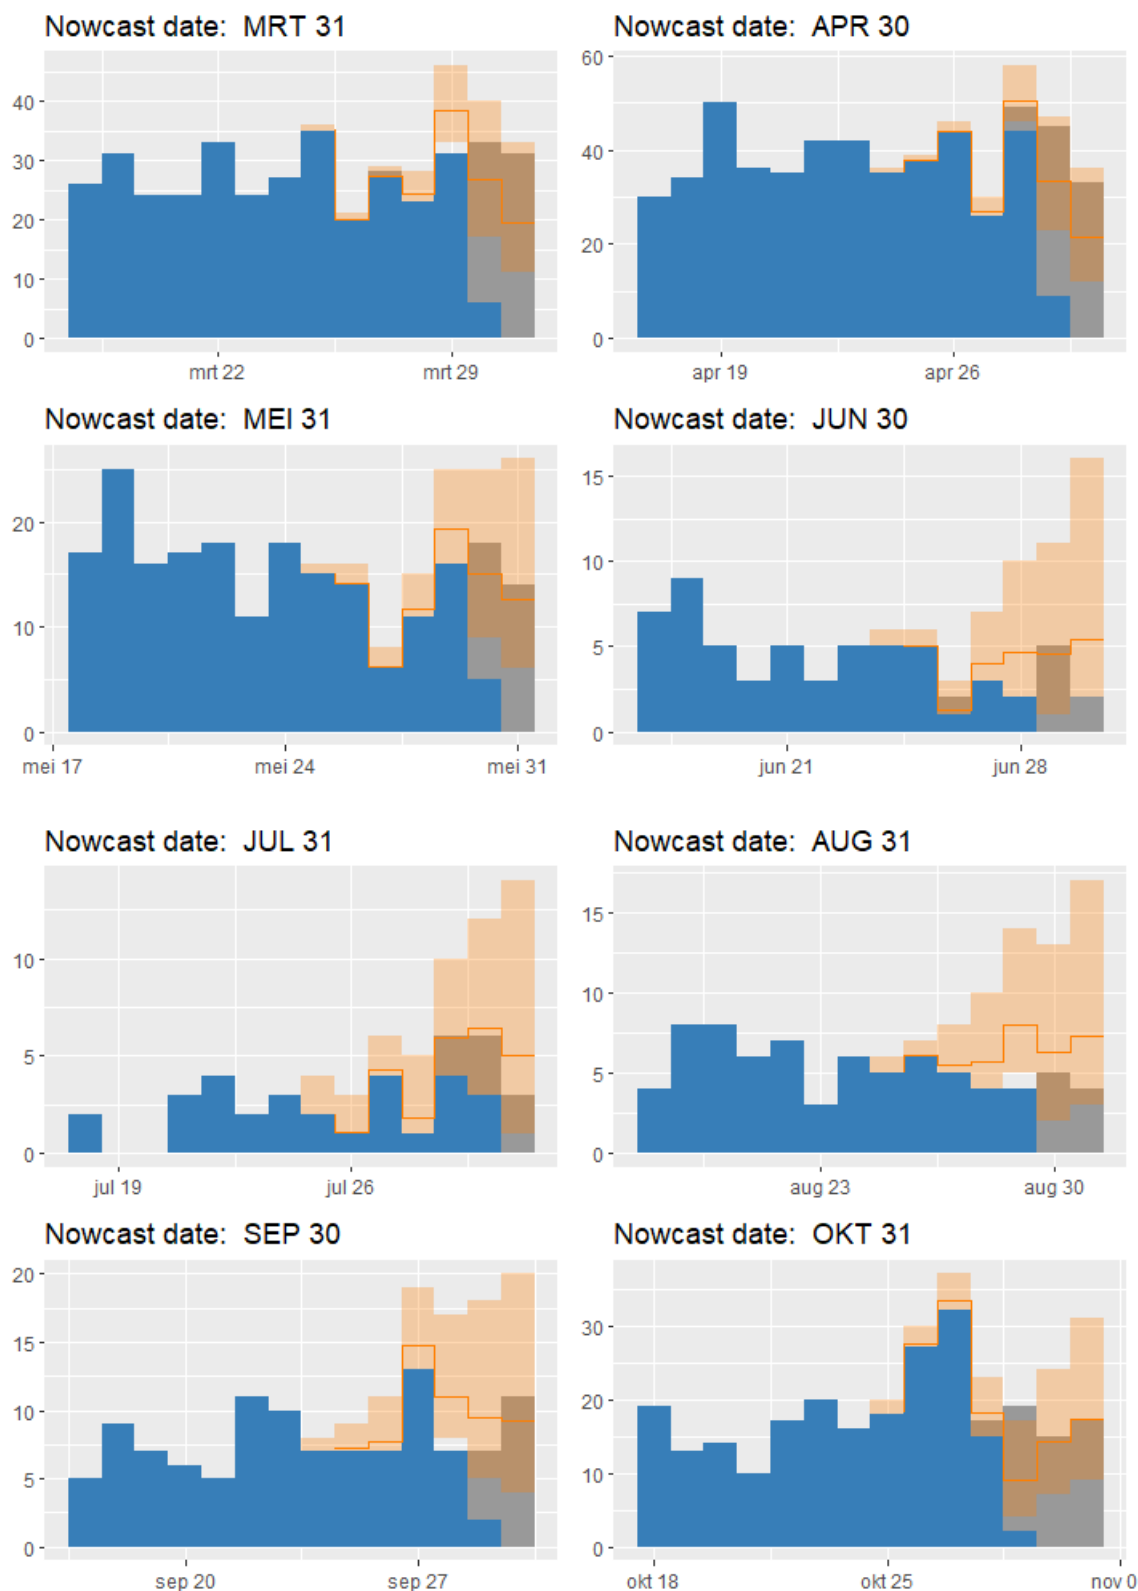 Nowcast date: MRT 31
40
30
20
10
0
mrt 22 mrt 29
Nowcast date: APR 30
60
40
20
0
apr 19 apr 26
Nowcast date: MEI 31
20
10
0
mei 17 mei 24 mei 31
Nowcast date: JUN 30
15
10
5
0
jun 21 jun 28
Nowcast date: JUL 31
10
5
0
jul 19 jul 26
Nowcast date: AUG 31
15
10
5
0
aug 23 aug 30
Nowcast date: SEP 30
20
15
10
5
0
sep 20 sep 27
Nowcast date: OKT 31
30
20
10
0
okt 18 okt 25 nov 0